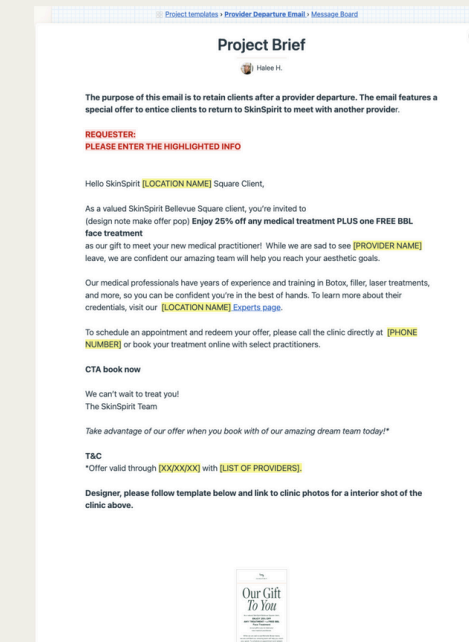 Project templates › Provider Departure Email › Message Board
Project Brief
Halee H.
The purpose of this email is to retain clients after a provider departure. The email features a
special offer to entice clients to return to SkinSpirit to meet with another provider.
REQUESTER:
PLEASE ENTER THE HIGHLIGHTED INFO
Hello SkinSpirit [LOCATION NAME] Square Client,
As a valued SkinSpirit Bellevue Square client, you're invited to
(design note make offer pop) Enjoy 25% off any medical treatment PLUS one FREE BBL
face treatment
as our gift to meet your new medical practitioner! While we are sad to see [PROVIDER NAME]
leave, we are confident our amazing team will help you reach your aesthetic goals.
Our medical professionals have years of experience and training in Botox, filler, laser treatments,
and more, so you can be confident you're in the best of hands. To learn more about their
credentials, visit our [LOCATION NAME] Experts page.
To schedule an appointment and redeem your offer, please call the clinic directly at [PHONE
NUMBER] or book your treatment online with select practitioners.
CTA book now
We can't wait to treat you!
The SkinSpirit Team
Take advantage of our offer when you book with of our amazing dream team today!*
T&C
*Offer valid through [XX/XX/XX] with [LIST OF PROVIDERS].
Designer, please follow template below and link to clinic photos for a interior shot of the
clinic above.
Our Gift
To You